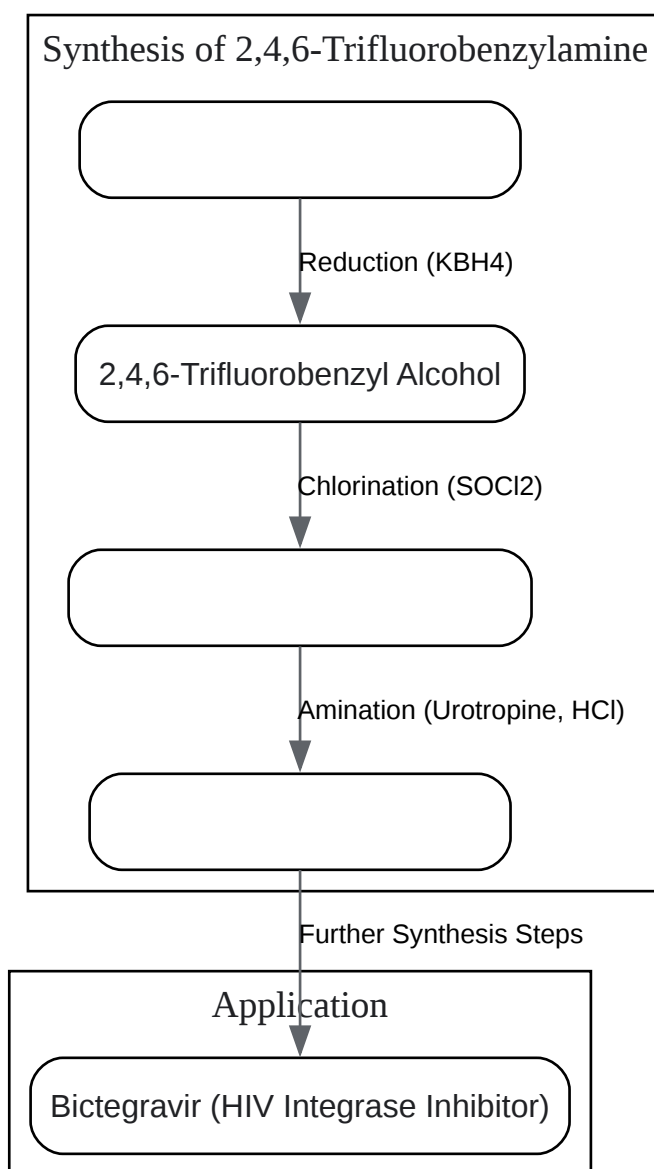 Synthesis of 2,4,6-Trifluorobenzylamine
Reduction (KBH4)
2,4,6-Trifluorobenzyl Alcohol
Chlorination (SOCl2)
Amination (Urotropine, HCl)
Further Synthesis Steps
Application
Bictegravir (HIV Integrase Inhibitor)